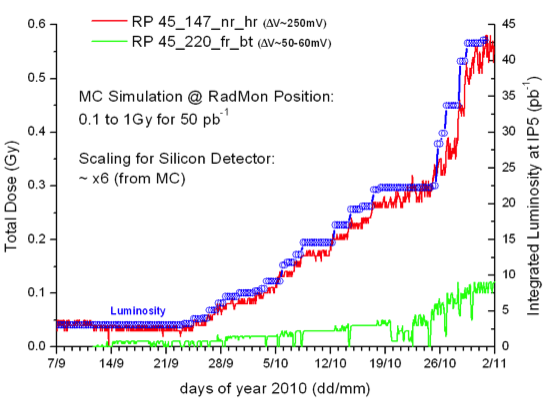 RP 45_147_nr_hr (ΔV~250mV)
RP 45_220_fr_bt (ΔV~50-60mV)
MC Simulation @ RadMon Position:
0.1 to 1Gy for 50 pb⁻¹
Scaling for Silicon Detector:
~ x6 (from MC)
Luminosity
Total Dose (Gy)
0.6
0.5
0.4
0.3
0.2
0.1
0.0
Integrated Luminosity at IP5 (pb⁻¹)
45
40
35
30
25
20
15
10
5
0
7/9 14/9 21/9 28/9 5/10 12/10 19/10 26/10 2/11
days of year 2010 (dd/mm)